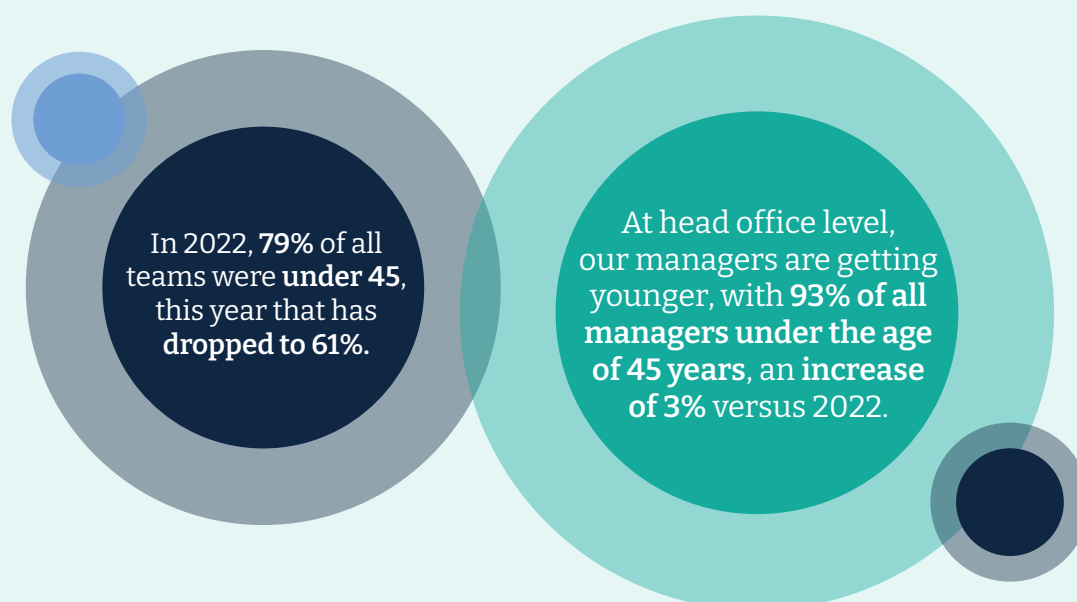 In 2022, 79% of all
teams were under 45,
this year that has
dropped to 61%.
At head office level,
our managers are getting
younger, with 93% of all
managers under the age
of 45 years, an increase
of 3% versus 2022.